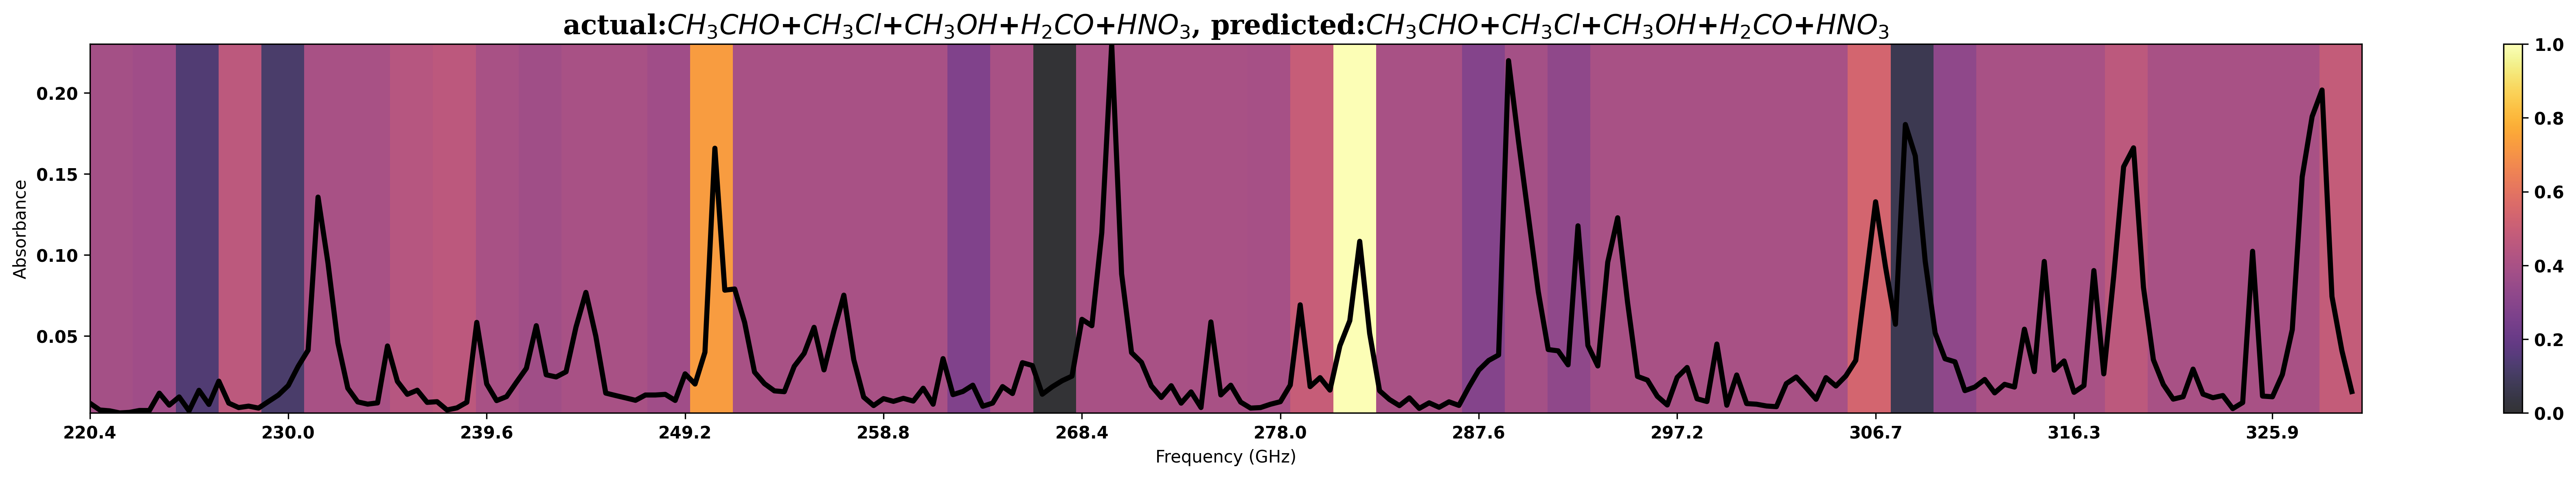 actual:CH₃CHO+CH₃Cl+CH₃OH+H₂CO+HNO₃, predicted:CH₃CHO+CH₃Cl+CH₃OH+H₂CO+HNO₃
Absorbance
0.20
0.15
0.10
0.05
220.4 230.0 239.6 249.2 258.8 268.4 278.0 287.6 297.2 306.7 316.3 325.9
Frequency (GHz)
1.0
0.8
0.6
0.4
0.2
0.0